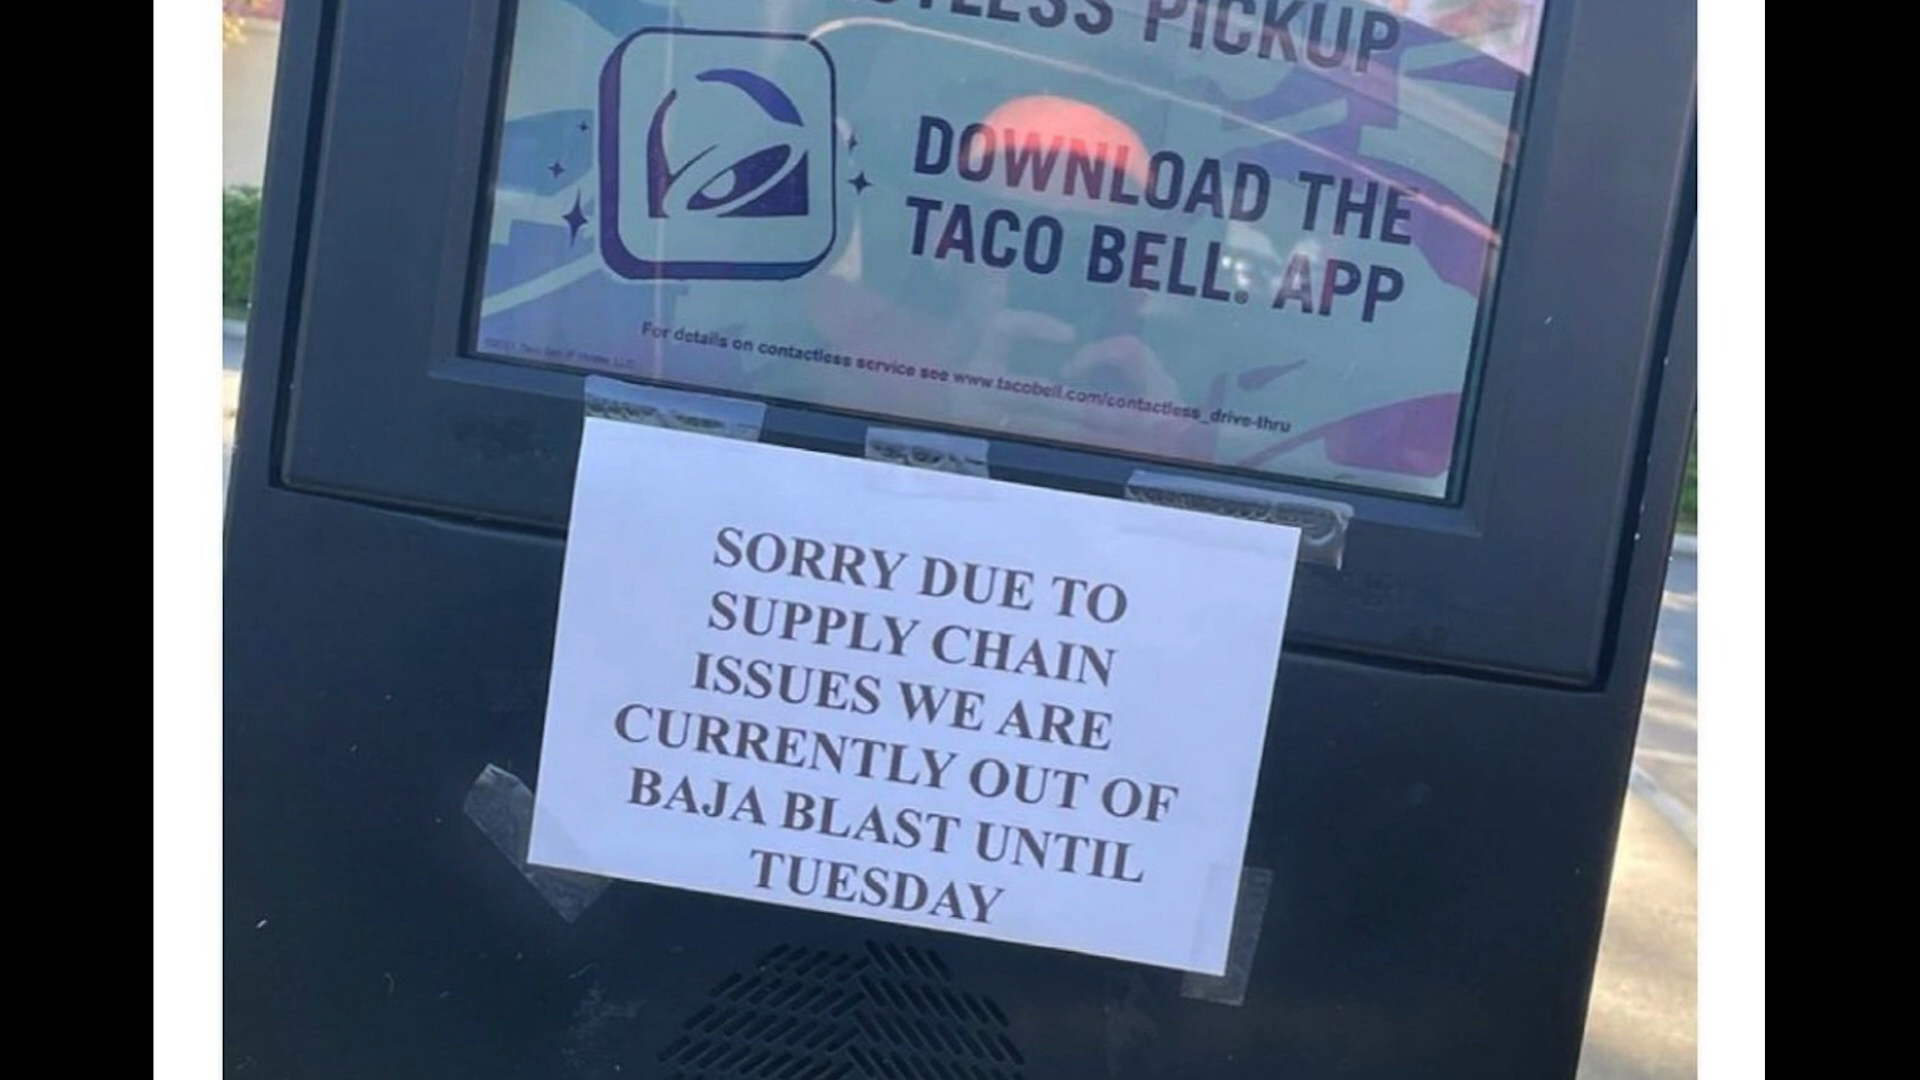 PICKUP
DOWNLOAD THE
TACO BELL® APP
For details on contactless service see www.tacobell.com/contactless_drive-thru
SORRY DUE TO
SUPPLY CHAIN
ISSUES WE ARE
CURRENTLY OUT OF
BAJA BLAST UNTIL
TUESDAY